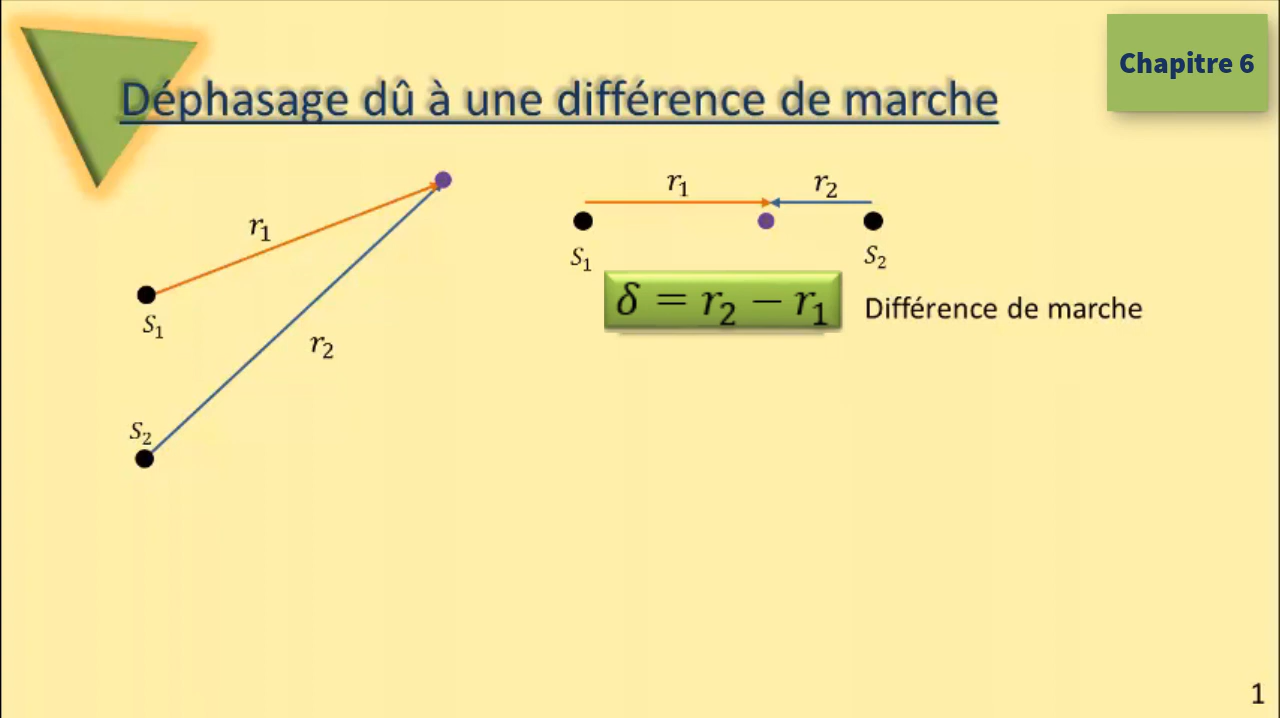 Chapitre 6
Déphasage dû à une différence de marche
r₁
S₁
r₂
S₂
r₁
r₂
S₁
S₂
δ = r₂ − r₁
Différence de marche
1